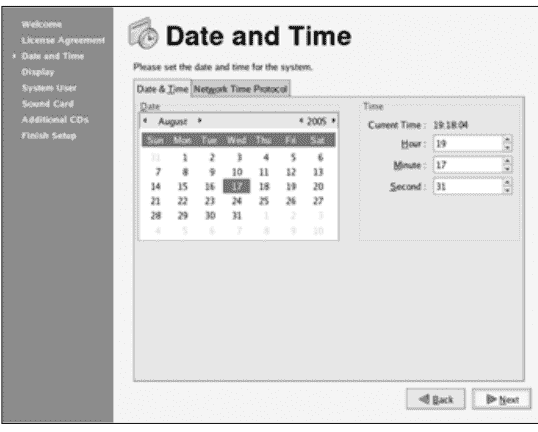 Welcome
License Agreement
Date and Time
Display
System User
Sound Card
Additional CDs
Finish Setup
Date and Time
Please set the date and time for the system.
Date & Time Network Time Protocol
Date
August 2005
Sun Mon Tue Wed Thu Fri Sat
31 1 2 3 4 5 6
7 8 9 10 11 12 13
14 15 16 17 18 19 20
21 22 23 24 25 26 27
28 29 30 31 1 2 3
4 5 6 7 8 9 10
Time
Current Time : 19:18:04
Hour : 19
Minute : 17
Second : 31
Back Next